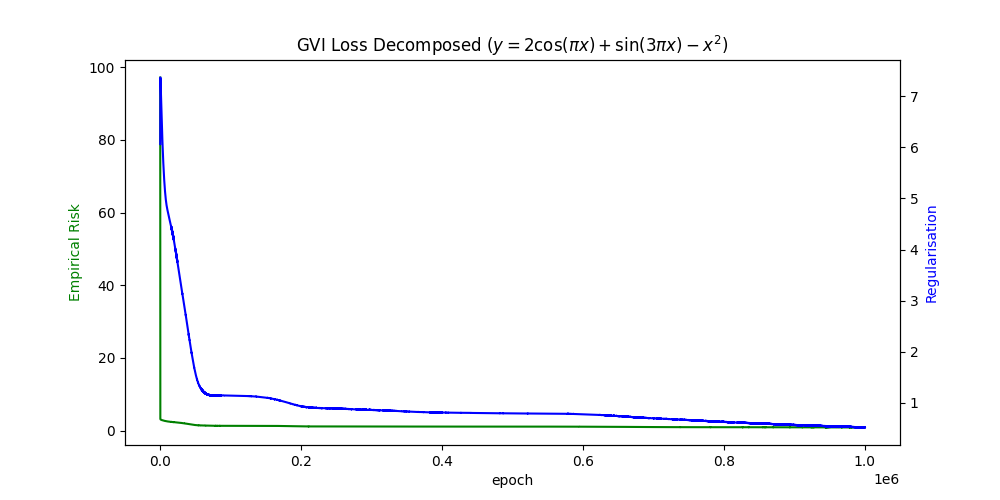 GVI Loss Decomposed (y = 2cos(πx) + sin(3πx) − x²)
100
80
60
40
20
0
Empirical Risk
7
6
5
4
3
2
1
Regularisation
0.0 0.2 0.4 0.6 0.8 1.0
1e6
epoch